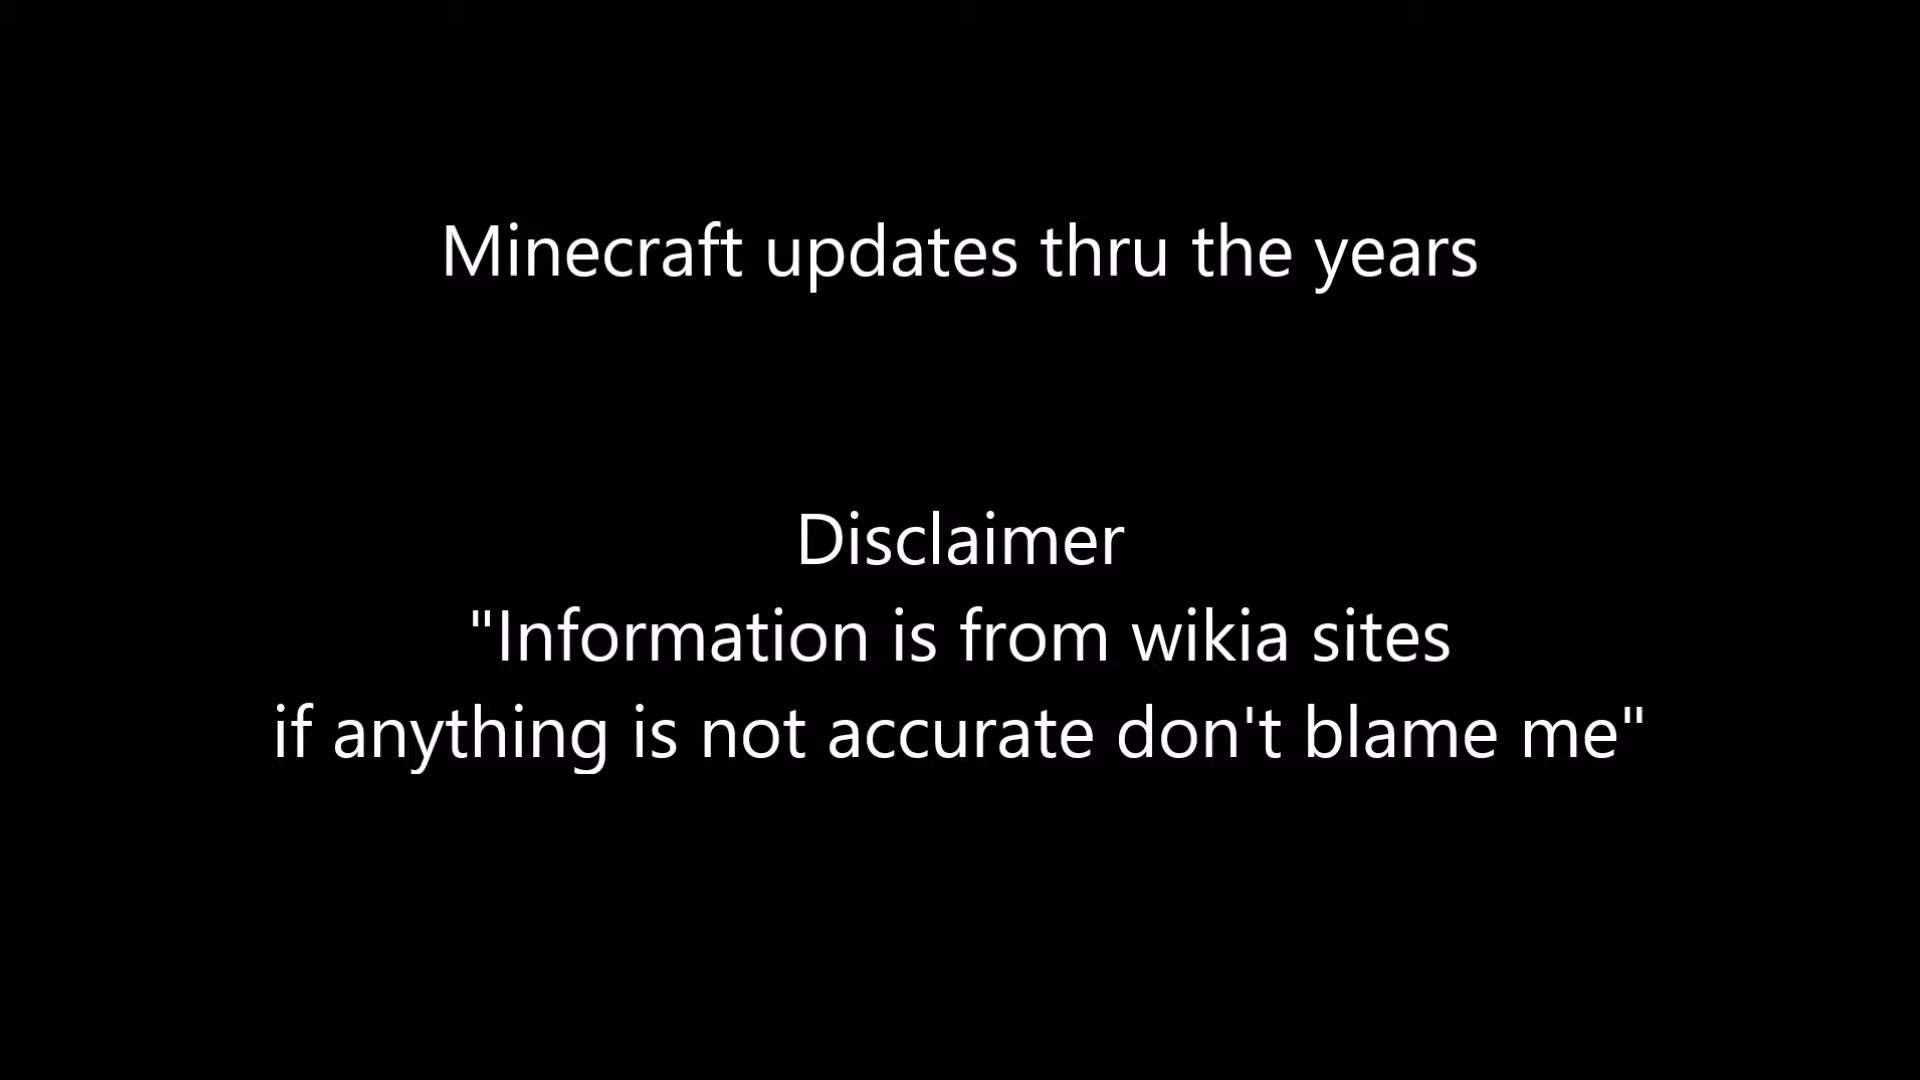 Minecraft updates thru the years
Disclaimer
"Information is from wikia sites
if anything is not accurate don't blame me"